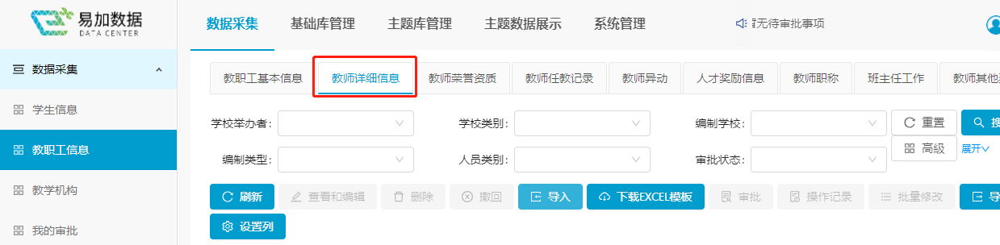 易加数据
DATA CENTER
数据采集 基础库管理 主题库管理 主题数据展示 系统管理
暂无待审批事项
数据采集
学生信息
教职工信息
教学机构
我的审批
教职工基本信息 教师详细信息 教师荣誉资质 教师任教记录 教师异动 人才奖励信息 教师职称 班主任工作 教师其他
学校举办者: 学校类别: 编制学校: 重置
编制类型: 人员类别: 审批状态: 高級 展开
刷新 查看和编辑 删除 撤回 导入 下载EXCEL模板 审批 操作记录 批量修改
设置列